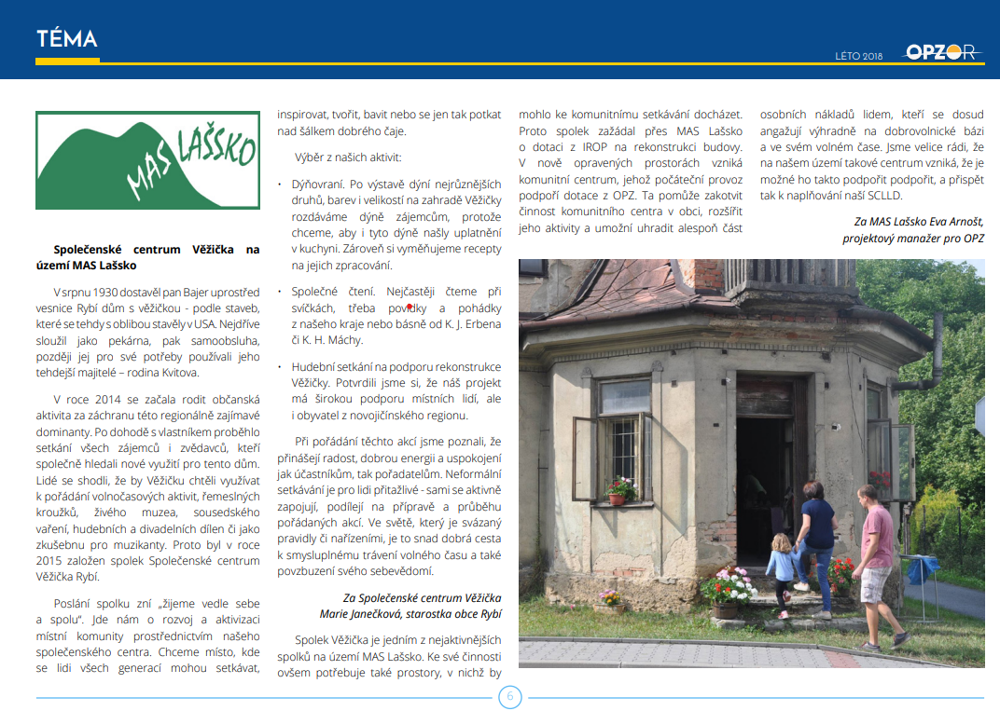 TÉMA
LÉTO 2018
OPZOR
MAS LAŠSKO
Společenské centrum Věžička na
území MAS Lašsko
V srpnu 1930 dostavěl pan Bajer uprostřed
vesnice Rybí dům s věžičkou - podle staveb,
které se tehdy s oblibou stavěly v USA. Nejdříve
sloužil jako pekárna, pak samoobsluha,
později jej pro své potřeby používali jeho
tehdejší majitelé – rodina Kvitova.
V roce 2014 se začala rodit občanská
aktivita za záchranu této regionálně zajímavé
dominanty. Po dohodě s vlastníkem proběhlo
setkání všech zájemců i zvědavců, kteří
společně hledali nové využití pro tento dům.
Lidé se shodli, že by Věžičku chtěli využívat
k pořádání volnočasových aktivit, řemeslných
kroužků, živého muzea, sousedského
vaření, hudebních a divadelních dílen či jako
zkušebnu pro muzikanty. Proto byl v roce
2015 založen spolek Společenské centrum
Věžička Rybí.
Poslání spolku zní „žijeme vedle sebe
a spolu“. Jde nám o rozvoj a aktivizaci
místní komunity prostřednictvím našeho
společenského centra. Chceme místo, kde
se lidi všech generací mohou setkávat,
inspirovat, tvořit, bavit nebo se jen tak potkat
nad šálkem dobrého čaje.
Výběr z našich aktivit:
• Dýňovraní. Po výstavě dýní nejrůznějších
druhů, barev i velikostí na zahradě Věžičky
rozdáváme dýně zájemcům, protože
chceme, aby i tyto dýně našly uplatnění
v kuchyni. Zároveň si vyměňujeme recepty
na jejich zpracování.
• Společné čtení. Nejčastěji čteme při
svíčkách, třeba povídky a pohádky
z našeho kraje nebo básně od K. J. Erbena
či K. H. Máchy.
• Hudební setkání na podporu rekonstrukce
Věžičky. Potvrdili jsme si, že náš projekt
má širokou podporu místních lidí, ale
i obyvatel z novojičínského regionu.
Při pořádání těchto akcí jsme poznali, že
přinášejí radost, dobrou energii a uspokojení
jak účastníkům, tak pořadatelům. Neformální
setkávání je pro lidi přitažlivé - sami se aktivně
zapojují, podílejí na přípravě a průběhu
pořádaných akcí. Ve světě, který je svázaný
pravidly či nařízeními, je to snad dobrá cesta
k smysluplnému trávení volného času a také
povzbuzení svého sebevědomí.
Za Společenské centrum Věžička
Marie Janečková, starostka obce Rybí
Spolek Věžička je jedním z nejaktivnějších
spolků na území MAS Lašsko. Ke své činnosti
ovšem potřebuje také prostory, v nichž by
mohlo ke komunitnímu setkávání docházet.
Proto spolek zažádal přes MAS Lašsko
o dotaci z IROP na rekonstrukci budovy.
V nově opravených prostorách vzniká
komunitní centrum, jehož počáteční provoz
podpoří dotace z OPZ. Ta pomůže zakotvit
činnost komunitního centra v obci, rozšířit
jeho aktivity a umožní uhradit alespoň část
osobních nákladů lidem, kteří se dosud
angažují výhradně na dobrovolnické bázi
a ve svém volném čase. Jsme velice rádi, že
na našem území takové centrum vzniká, že je
možné ho takto podpořit podpořit, a přispět
tak k naplňování naší SCLLD.
Za MAS Lašsko Eva Arnošt,
projektový manažer pro OPZ
6